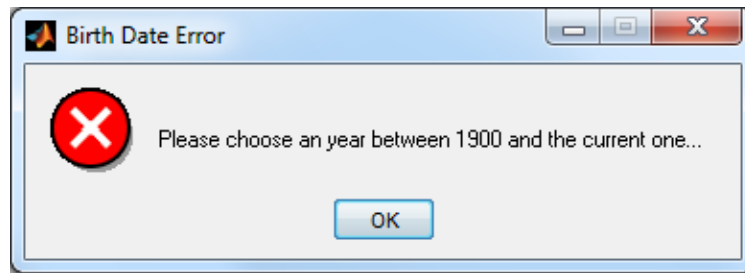 Birth Date Error
Please choose an year between 1900 and the current one...
OK